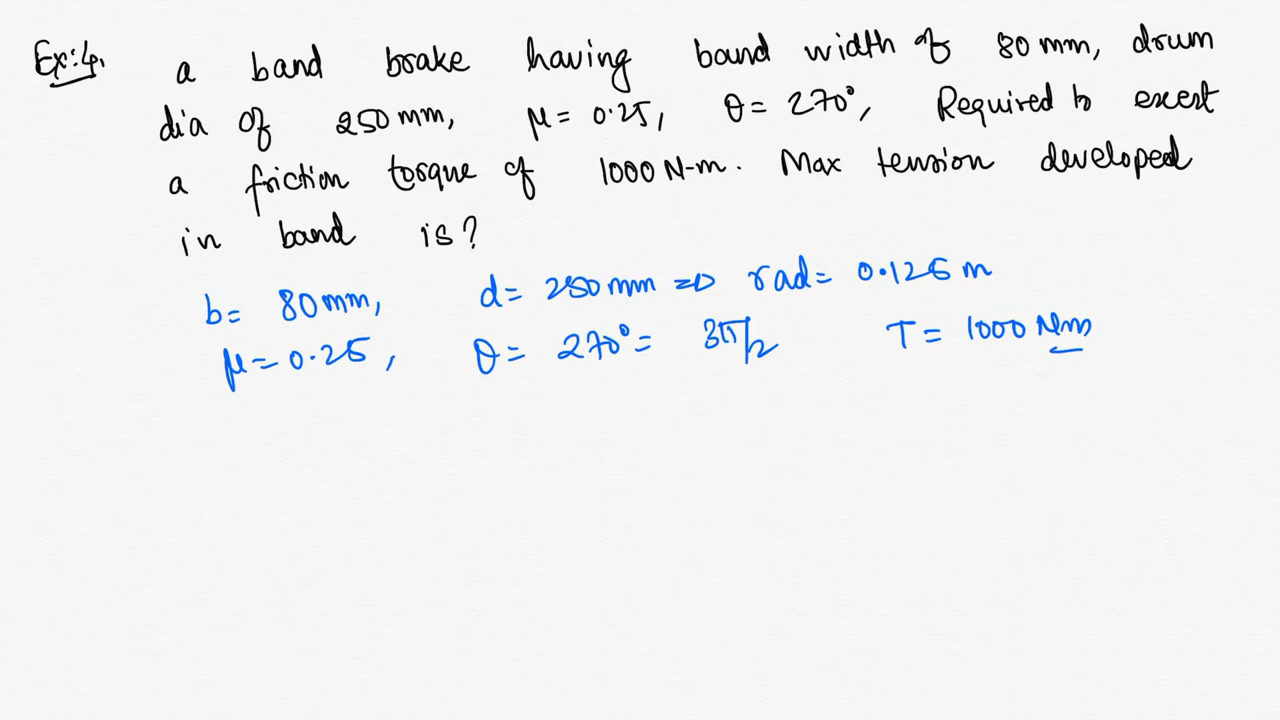 Ex:4. a band brake having band width of 80 mm, drum
dia of 250 mm, μ = 0.25, θ = 270°, Required to exert
a friction torque of 1000 N-m. Max tension developed
in band is?
b = 80 mm, d = 250 mm ⇒ rad = 0.125 m
μ = 0.25, θ = 270° = 3π/2 T = 1000 Nm